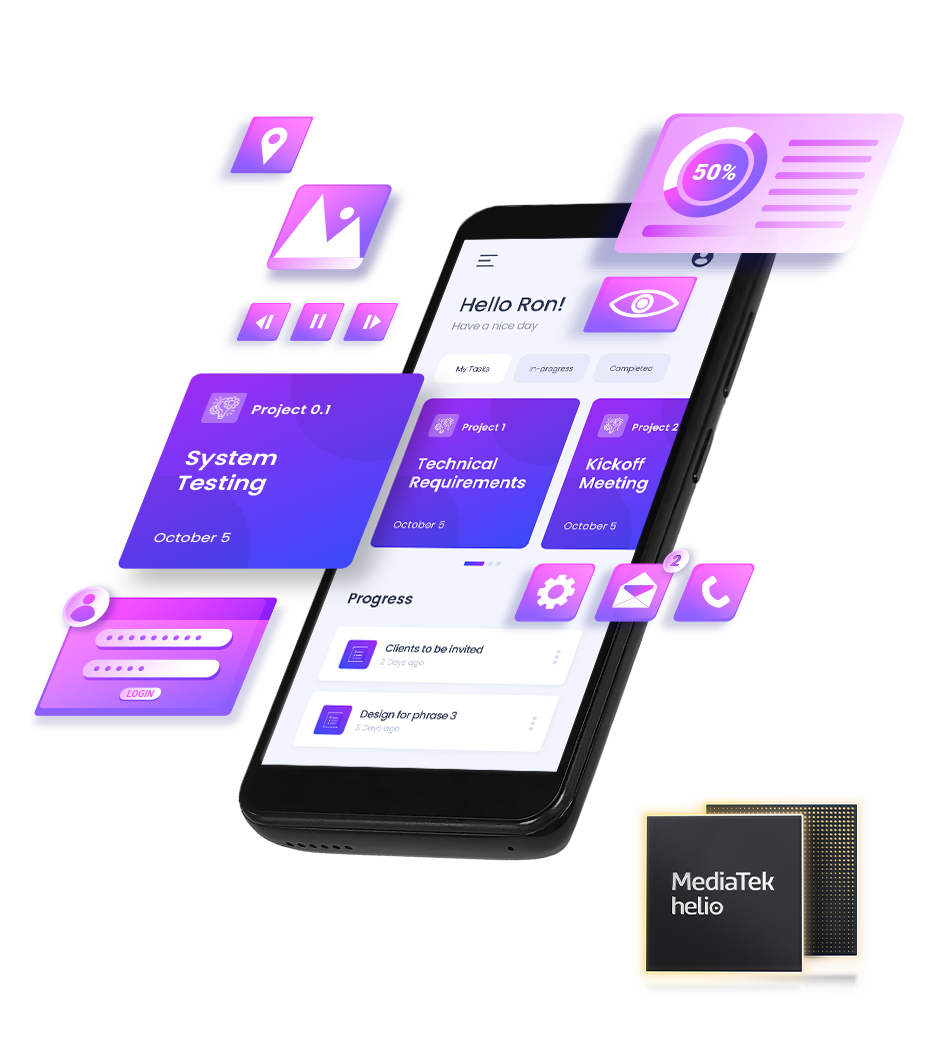 50%
Hello Ron!
Have a nice day
My Tasks
in-progress
Completed
Project 0.1
System
Testing
October 5
Project 1
Technical
Requirements
October 5
Project 2
Kickoff
Meeting
October 5
2
Progress
Clients to be invited
2 Days ago
Design for phrase 3
3 Days ago
LOGIN
MediaTek
helio